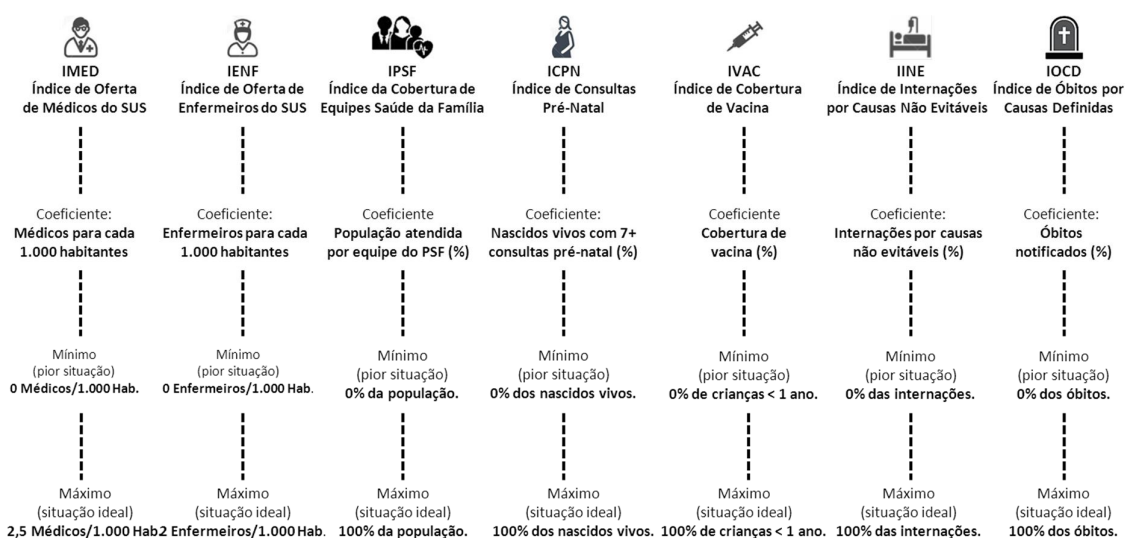 IMED
Índice de Oferta
de Médicos do SUS
Coeficiente:
Médicos para cada
1.000 habitantes
Mínimo
(pior situação)
0 Médicos/1.000 Hab.
Máximo
(situação ideal)
2,5 Médicos/1.000 Hab.
IENF
Índice de Oferta de
Enfermeiros do SUS
Coeficiente:
Enfermeiros para cada
1.000 habitantes
Mínimo
(pior situação)
0 Enfermeiros/1.000 Hab.
Máximo
(situação ideal)
2 Enfermeiros/1.000 Hab.
IPSF
Índice da Cobertura de
Equipes Saúde da Família
Coeficiente
População atendida
por equipe do PSF (%)
Mínimo
(pior situação)
0% da população.
Máximo
(situação ideal)
100% da população.
ICPN
Índice de Consultas
Pré-Natal
Coeficiente:
Nascidos vivos com 7+
consultas pré-natal (%)
Mínimo
(pior situação)
0% dos nascidos vivos.
Máximo
(situação ideal)
100% dos nascidos vivos.
IVAC
Índice de Cobertura
de Vacina
Coeficiente
Cobertura de
vacina (%)
Mínimo
(pior situação)
0% de crianças < 1 ano.
Máximo
(situação ideal)
100% de crianças < 1 ano.
IINE
Índice de Internações
por Causas Não Evitáveis
Coeficiente:
Internações por causas
não evitáveis (%)
Mínimo
(pior situação)
0% das internações.
Máximo
(situação ideal)
100% das internações.
IOCD
Índice de Óbitos por
Causas Definidas
Coeficiente:
Óbitos
notificados (%)
Mínimo
(pior situação)
0% dos óbitos.
Máximo
(situação ideal)
100% dos óbitos.